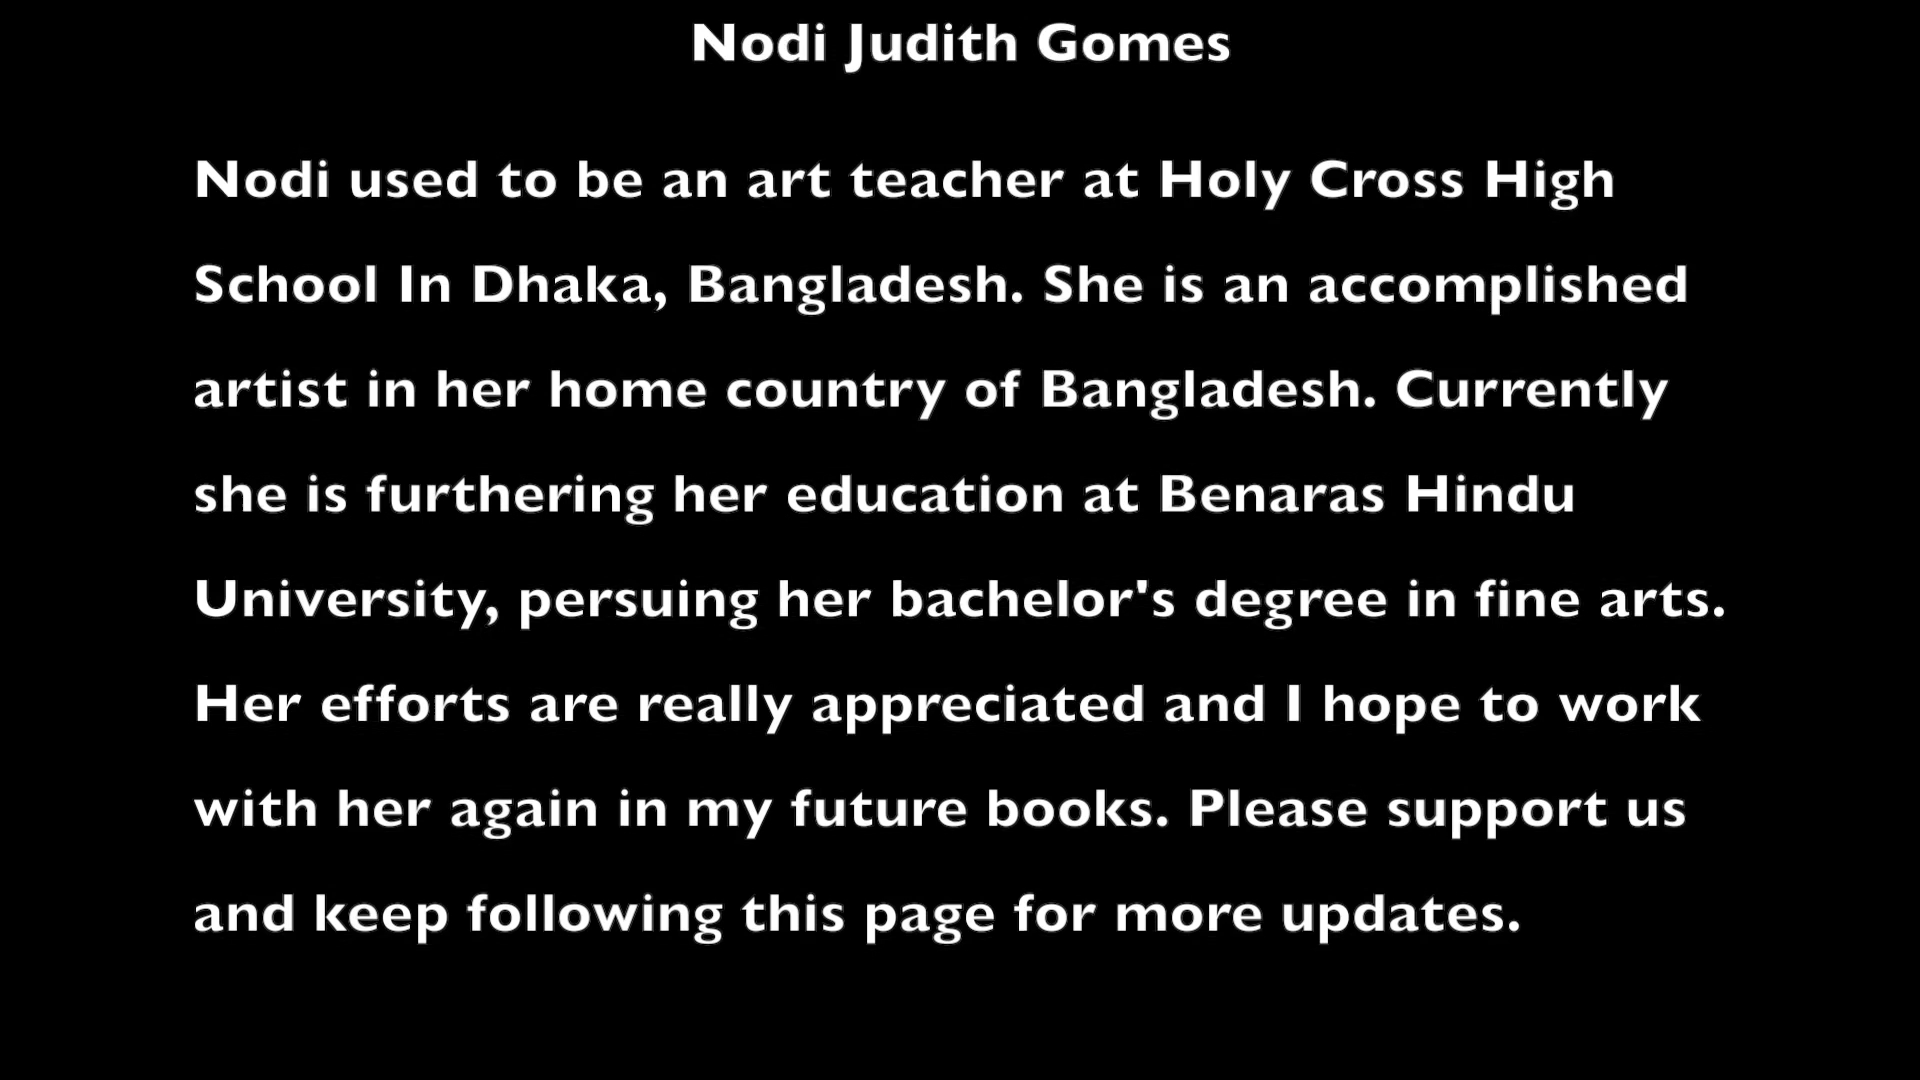 Nodi Judith Gomes
Nodi used to be an art teacher at Holy Cross High
School In Dhaka, Bangladesh. She is an accomplished
artist in her home country of Bangladesh. Currently
she is furthering her education at Benaras Hindu
University, persuing her bachelor's degree in fine arts.
Her efforts are really appreciated and I hope to work
with her again in my future books. Please support us
and keep following this page for more updates.